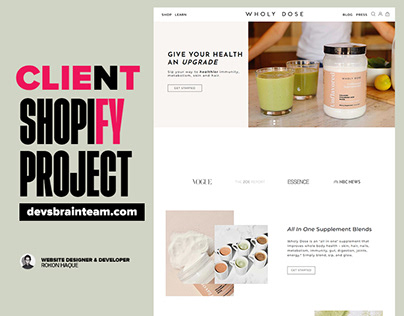 CLIENT
SHOPIFY
PROJECT
devsbrainteam.com
WEBSITE DESIGNER & DEVELOPER
ROKON HAQUE
SHOP LEARN
WHOLY DOSE
BLOG PRESS
GIVE YOUR HEALTH
AN UPGRADE
Sip your way to healthier immunity,
metabolism, skin and hair.
GET STARTED
WHOLY DOSE
VOGUE
ESSENCE
NBC NEWS
All In One Supplement Blends
Wholy Dose is an "all in one" supplement that
improves whole body health - skin, hair, nails,
metabolism, immunity, gut, digestion, joints,
energy." Simply blend, sip, and glow.
GET STARTED